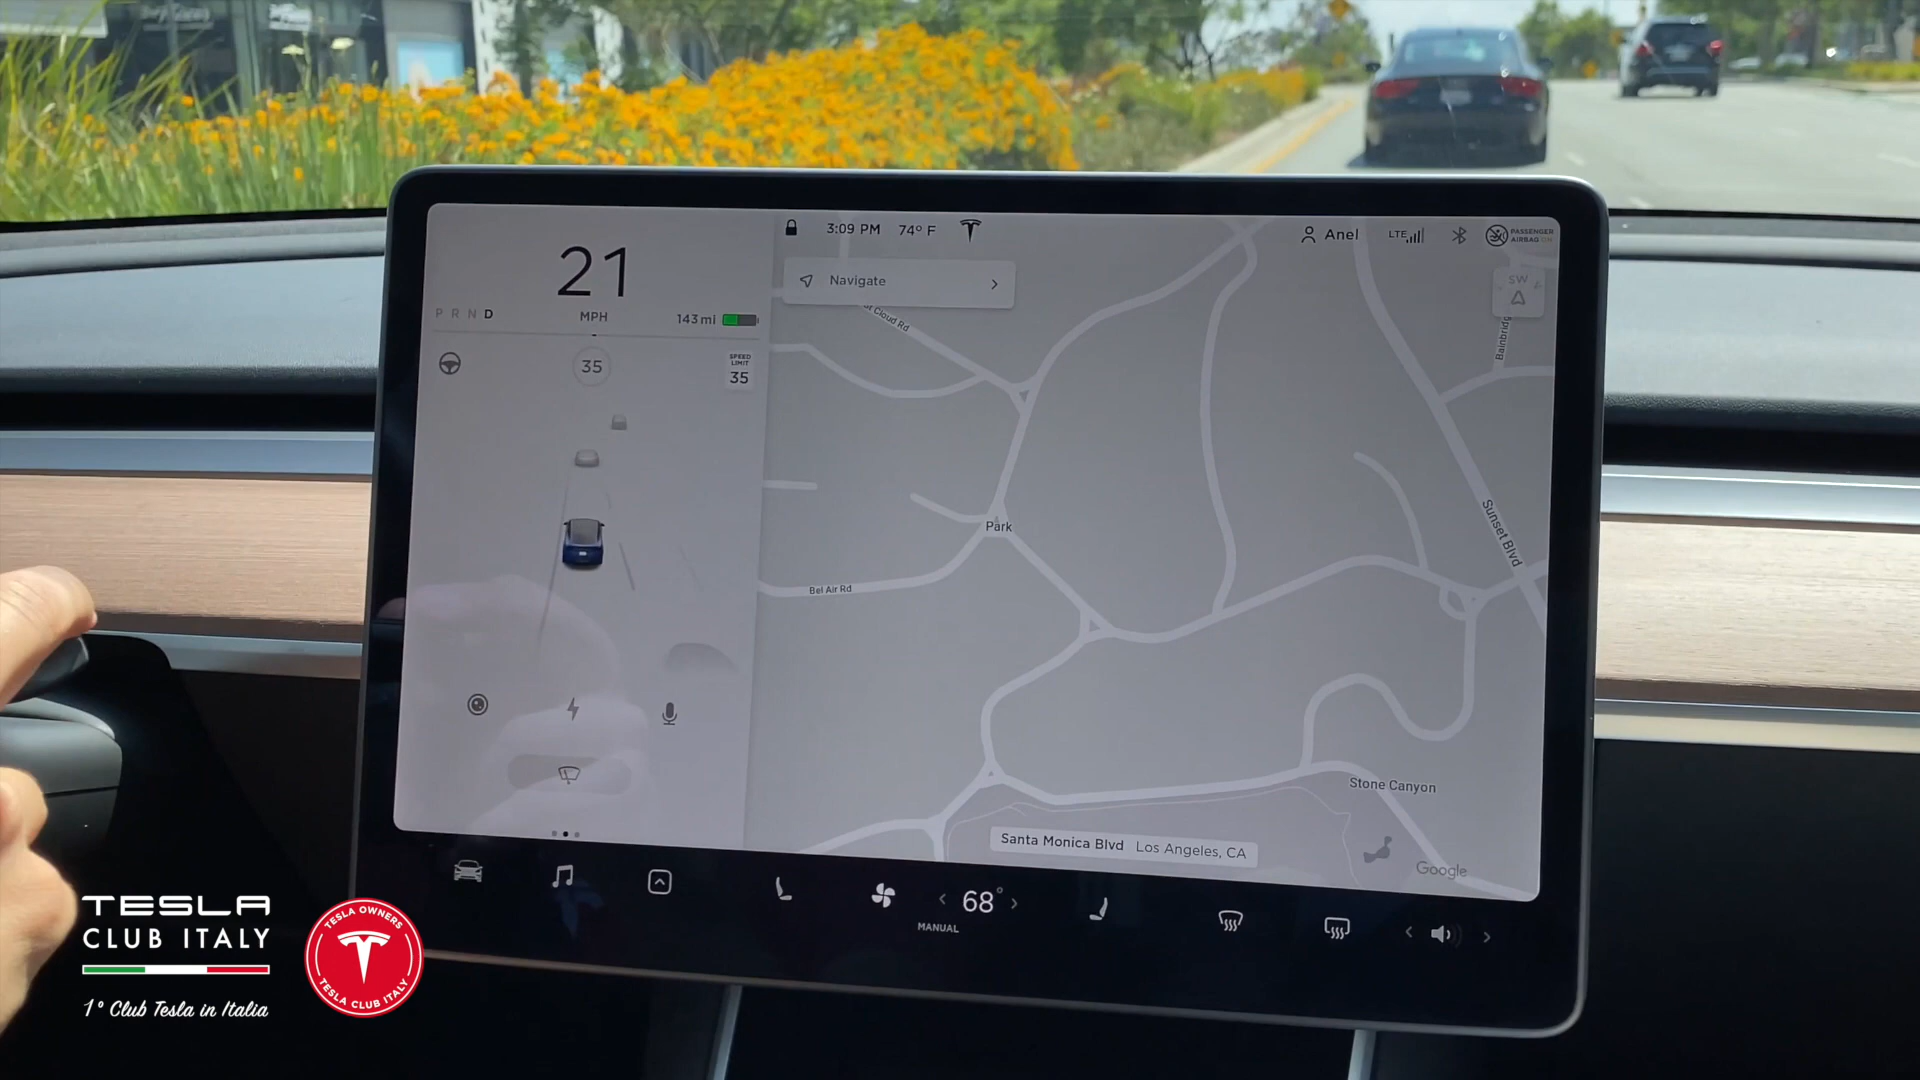 21
MPH
P R N D
143 mi
35
SPEED
LIMIT
35
3:09 PM 74° F
Anel
LTE
PASSENGER
AIRBAG ON
Navigate
SW
Cloud Rd
Bainbridg
Park
Bel Air Rd
Sunset Blvd
Stone Canyon
Santa Monica Blvd Los Angeles, CA
Google
68°
MANUAL
TESLA
CLUB ITALY
1° Club Tesla in Italia
TESLA OWNERS
TESLA CLUB ITALY